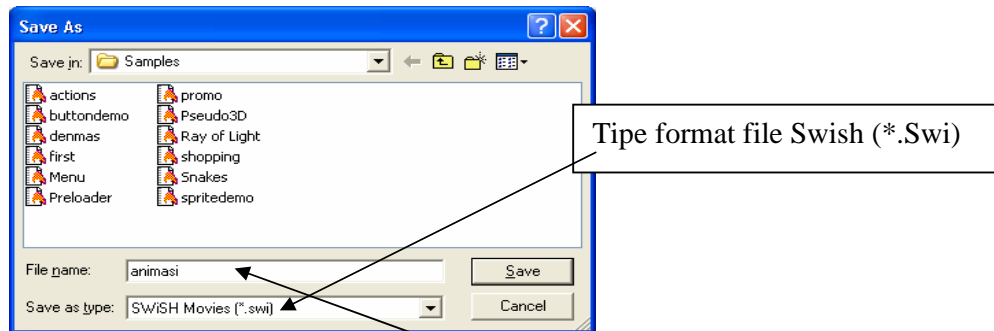 Save As
Save in: Samples
actions
buttondemo
denmas
first
Menu
Preloader
promo
Pseudo3D
Ray of Light
shopping
Snakes
spritedemo
Tipe format file Swish (*.Swi)
File name: animasi Save
Save as type: SWiSH Movies (*.swi) Cancel